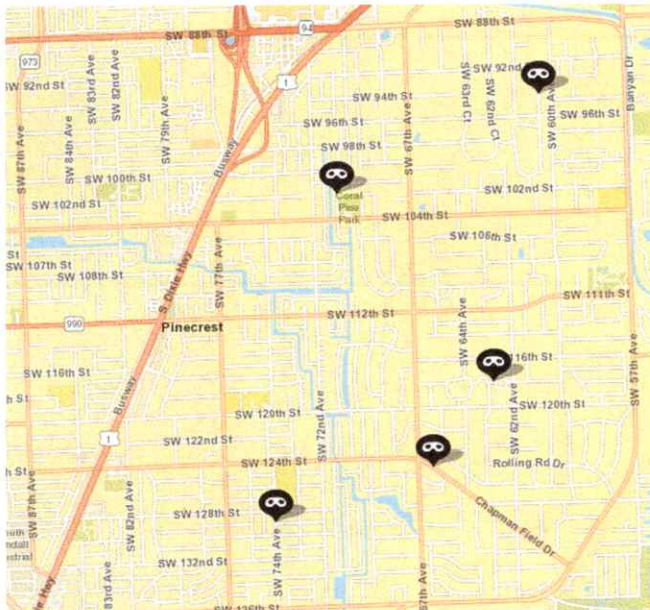 SW 88th St
94
SW 88th St
973
SW 92nd St
SW 83rd Ave
SW 82nd Ave
1
SW 92nd
SW 94th St
SW 63rd Ct
SW 62nd Ct
SW 60th Ave
Banyan Dr
SW 87th Ave
SW 84th Ave
SW 79th Ave
SW 96th St
SW 96th St
SW 67th Ave
Busway
SW 98th St
SW 100th St
SW 102nd St
SW 102nd St
Coral
Pine
Park
SW 104th St
SW 106th St
SW 107th St
SW 108th St
S Dixie Hwy
SW 77th Ave
SW 111th St
SW 112th St
990
Pinecrest
SW 64th Ave
116th St
SW 57th Ave
SW 116th St
Busway
SW 120th St
SW 120th St
SW 72nd Ave
SW 62nd Ave
1
SW 122nd St
SW 124th St
Rolling Rd Dr
SW 87th Ave
SW 82nd Ave
SW 128th St
SW 74th Ave
Chapman Field Dr
SW 132nd St
83rd Ave
67th Ave
Hwy
SW 136th St